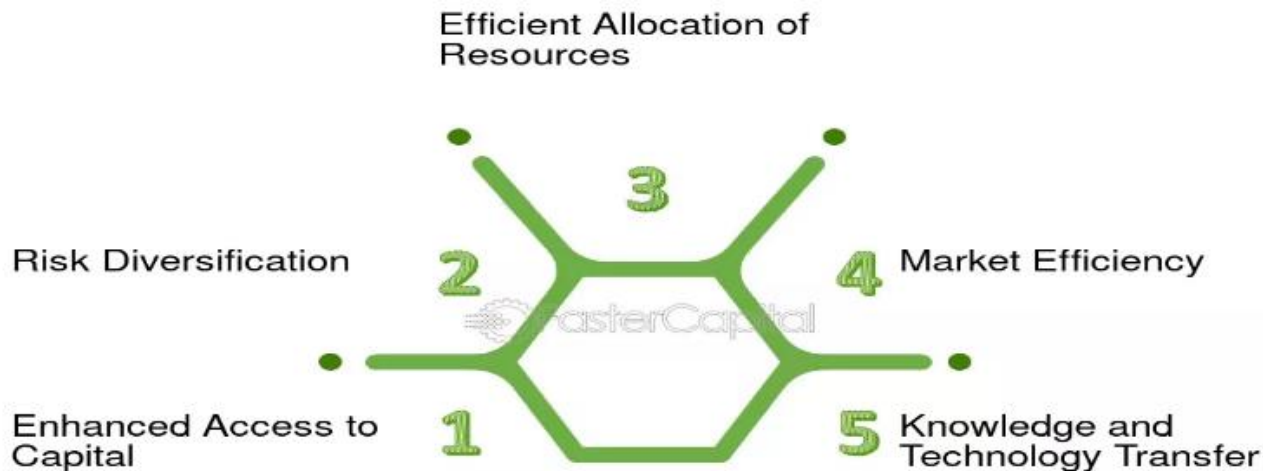 Efficient Allocation of
Resources
3
Risk Diversification
2
4
Market Efficiency
FasterCapital
Enhanced Access to
Capital
1
5
Knowledge and
Technology Transfer